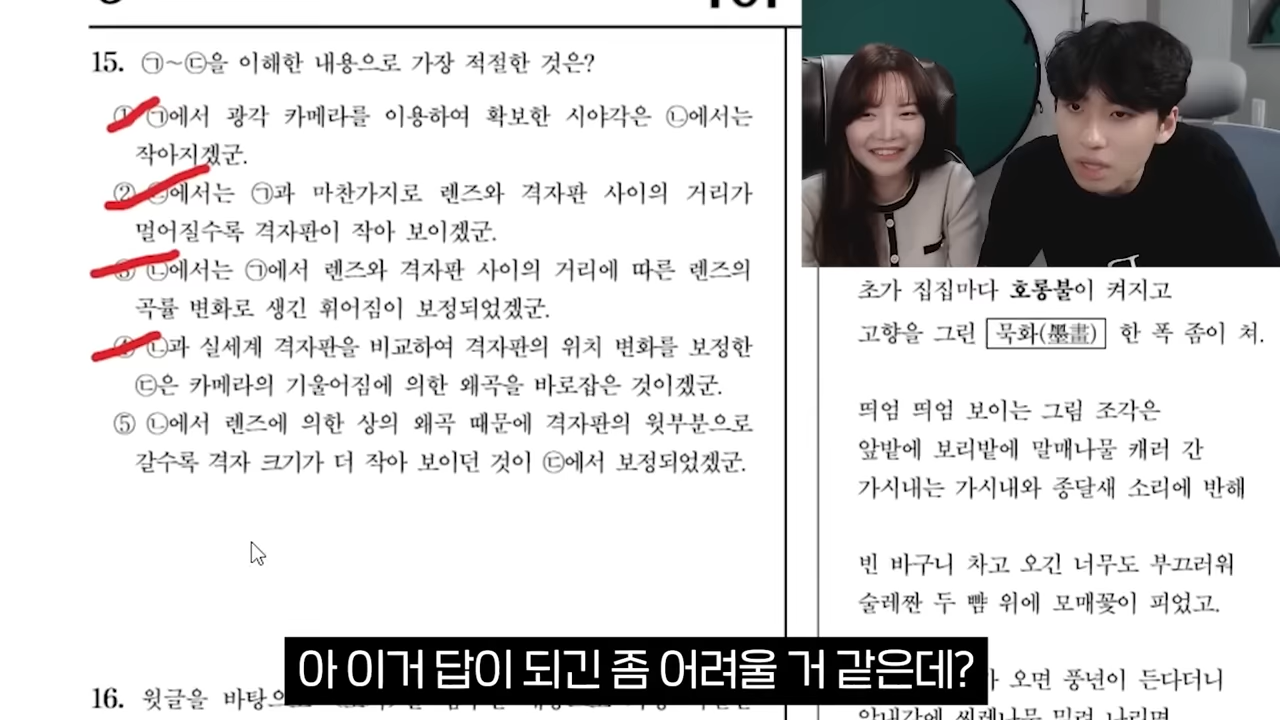 15. ㉠~㉢을 이해한 내용으로 가장 적절한 것은?
① ㉠에서 광각 카메라를 이용하여 확보한 시야각은 ㉡에서는
작아지겠군.
② ㉢에서는 ㉠과 마찬가지로 렌즈와 격자판 사이의 거리가
멀어질수록 격자판이 작아 보이겠군.
③ ㉡에서는 ㉠에서 렌즈와 격자판 사이의 거리에 따른 렌즈의
곡률 변화로 생긴 휘어짐이 보정되었겠군.
④ ㉡과 실세계 격자판을 비교하여 격자판의 위치 변화를 보정한
㉢은 카메라의 기울어짐에 의한 왜곡을 바로잡은 것이겠군.
⑤ ㉡에서 렌즈에 의한 상의 왜곡 때문에 격자판의 윗부분으로
갈수록 격자 크기가 더 작아 보이던 것이 ㉢에서 보정되었겠군.
16. 윗글을
초가 집집마다 호롱불이 켜지고
고향을 그린 묵화(墨畫) 한 폭 좀이 쳐.
띄엄 띄엄 보이는 그림 조각은
앞밭에 보리밭에 말매나물 캐러 간
가시내는 가시내와 종달새 소리에 반해
빈 바구니 차고 오긴 너무도 부끄러워
술레짠 두 뺨 위에 모매꽃이 피었고.
오면 풍년이 든다더니
아 이거 답이 되긴 좀 어려울 거 같은데?